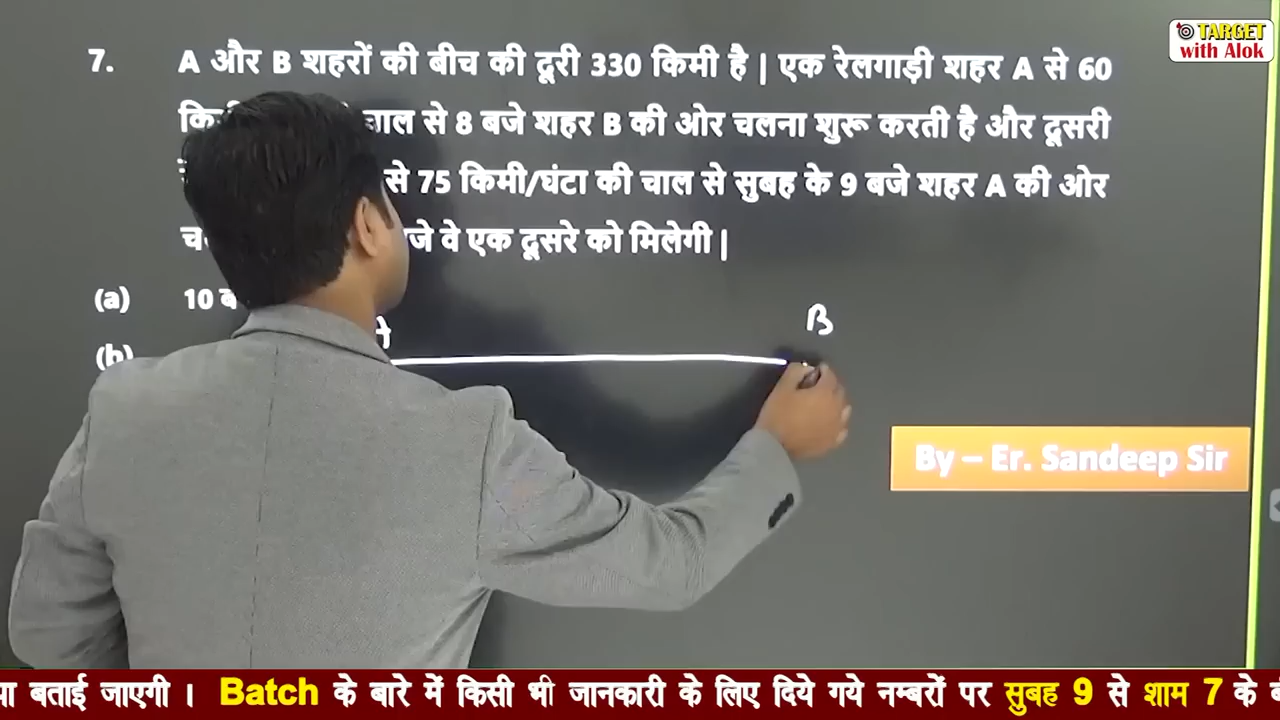 TARGET
with Alok
7. A और B शहरों की बीच की दूरी 330 किमी है | एक रेलगाड़ी शहर A से 60
चाल से 8 बजे शहर B की ओर चलना शुरू करती है और दूसरी
से 75 किमी/घंटा की चाल से सुबह के 9 बजे शहर A की ओर
वे एक दूसरे को मिलेगी |
(a) 10
B
(b)
By – Er. Sandeep Sir
बताई जाएगी । Batch के बारे में किसी भी जानकारी के लिए दिये गये नम्बरों पर सुबह 9 से शाम 7 के